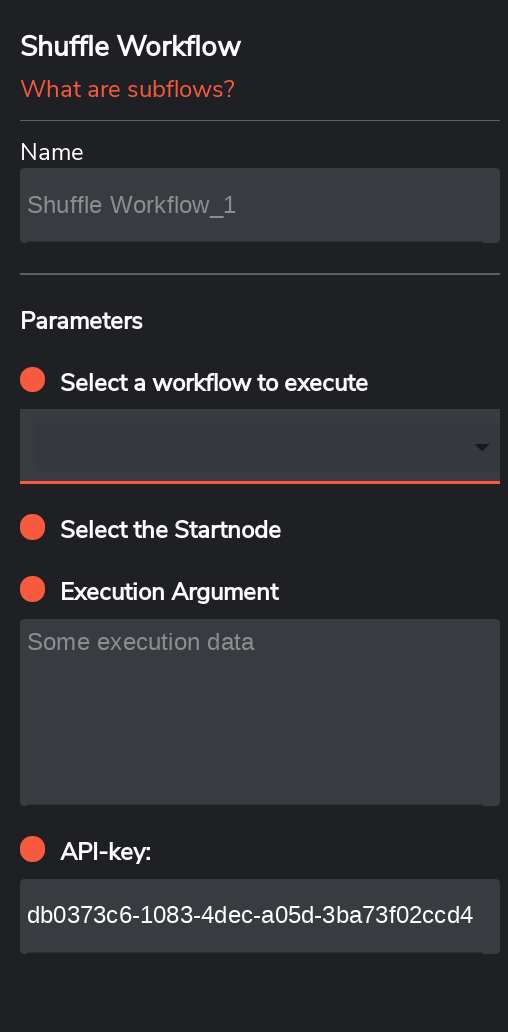 Shuffle Workflow
What are subflows?
Name
Shuffle Workflow_1
Parameters
Select a workflow to execute
Select the Startnode
Execution Argument
Some execution data
API-key:
db0373c6-1083-4dec-a05d-3ba73f02ccd4